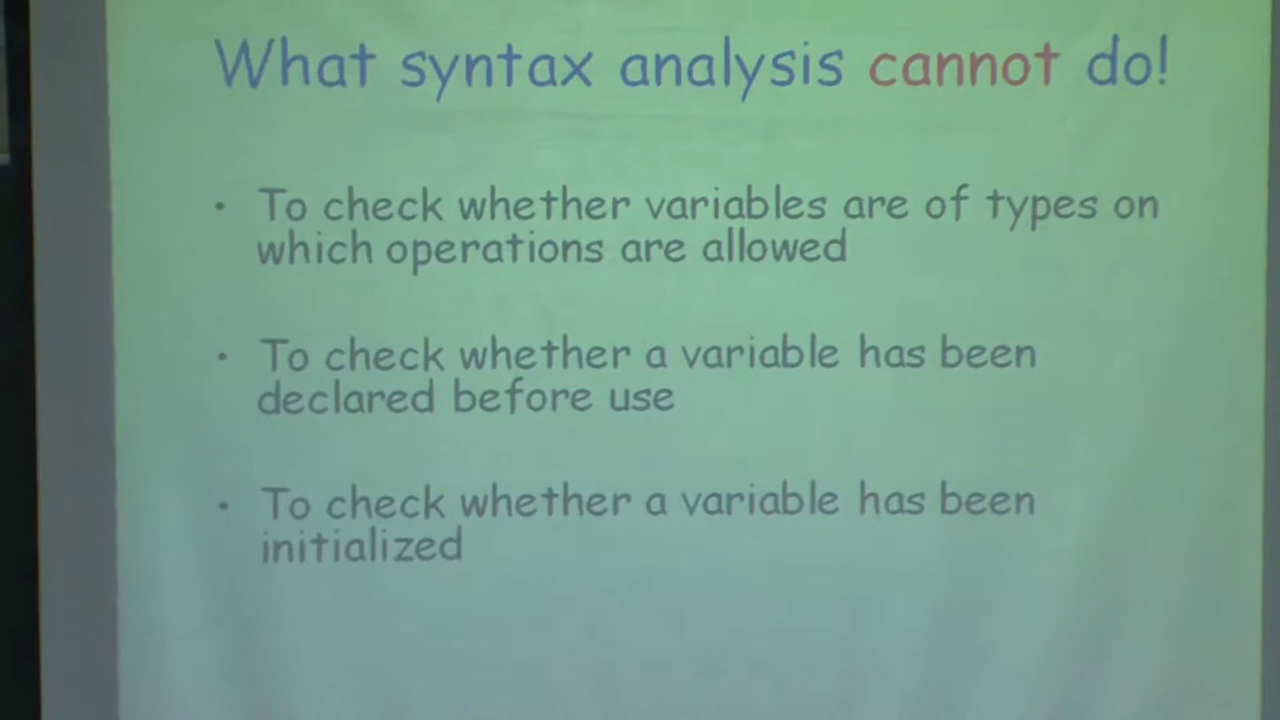 What syntax analysis cannot do!
• To check whether variables are of types on
which operations are allowed
• To check whether a variable has been
declared before use
• To check whether a variable has been
initialized